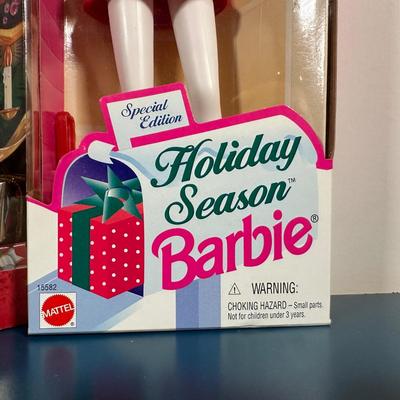 Special
Edition
Holiday
Season™
Barbie®
15582
MATTEL
®
⚠ WARNING:
CHOKING HAZARD – Small parts.
Not for children under 3 years.